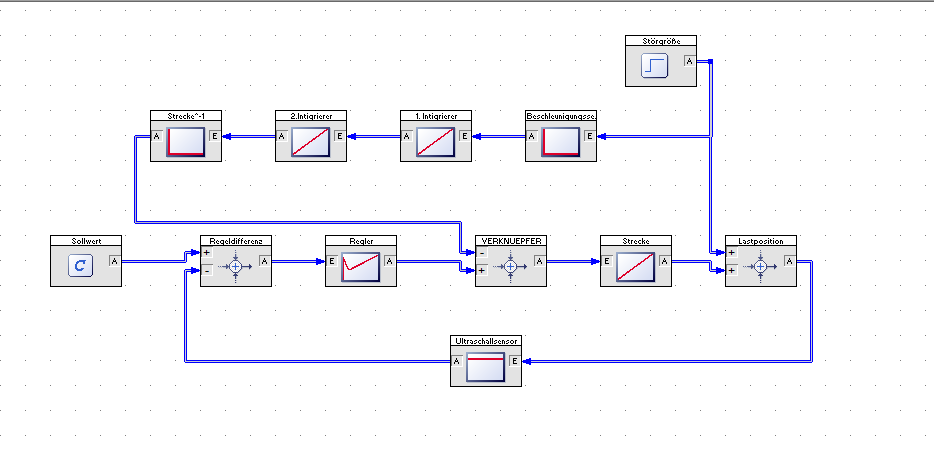 Störgröße
A
Strecke^-1
A
E
2.Intigrierer
A
E
1. Intigrierer
A
E
Beschleunigungsse.
A
E
Sollwert
A
Regeldifferenz
+
-
A
Regler
E
A
VERKNUEPFER
-
+
A
Strecke
E
A
Lastposition
+
+
A
Ultraschallsensor
A
E